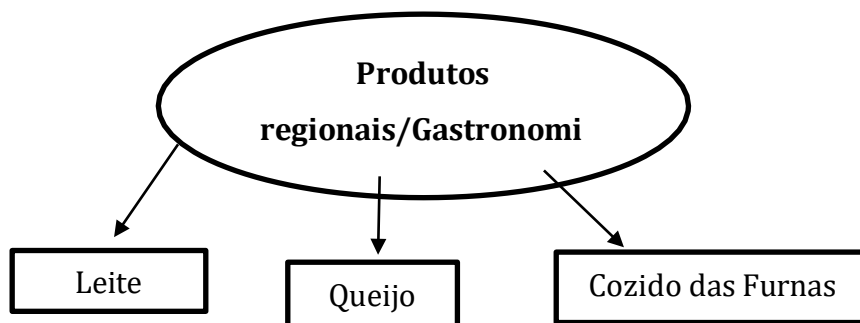 Produtos
regionais/Gastronomi
Leite
Queijo
Cozido das Furnas